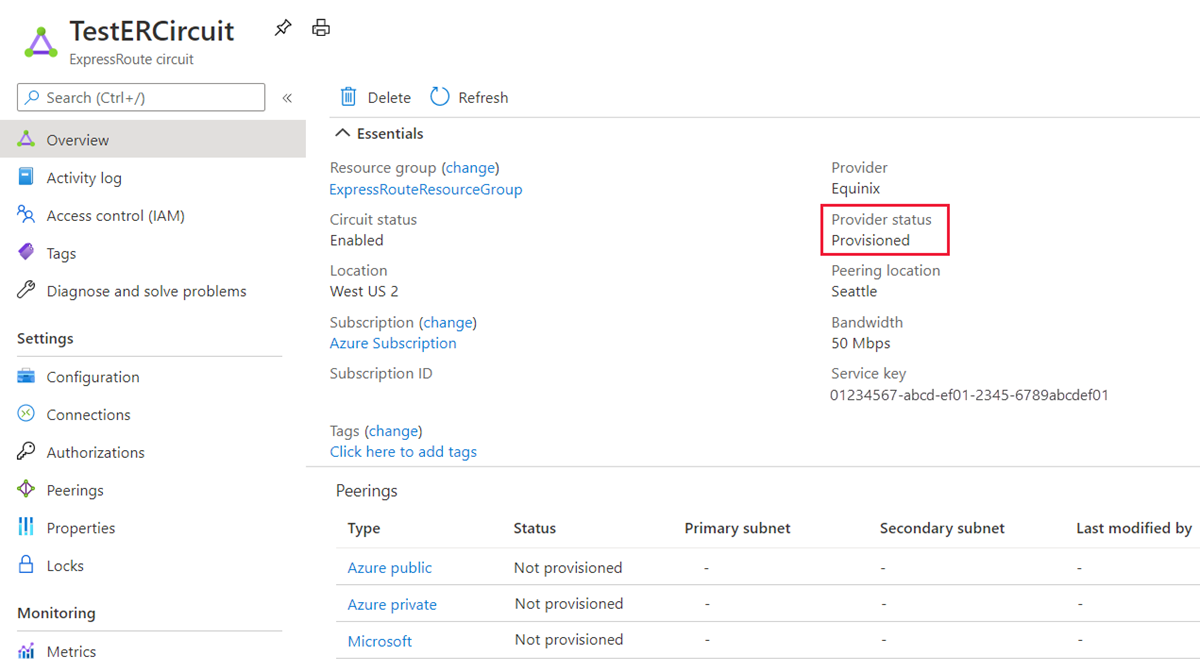 TestERCircuit
ExpressRoute circuit
Search (Ctrl+/)
«
Overview
Activity log
Access control (IAM)
Tags
Diagnose and solve problems
Settings
Configuration
Connections
Authorizations
Peerings
Properties
Locks
Monitoring
Metrics
Delete Refresh
Essentials
Resource group (change)
ExpressRouteResourceGroup
Circuit status
Enabled
Location
West US 2
Subscription (change)
Azure Subscription
Subscription ID
Tags (change)
Click here to add tags
Provider
Equinix
Provider status
Provisioned
Peering location
Seattle
Bandwidth
50 Mbps
Service key
01234567-abcd-ef01-2345-6789abcdef01
Peerings
Type Status Primary subnet Secondary subnet Last modified by
Azure public Not provisioned - - -
Azure private Not provisioned - - -
Microsoft Not provisioned - - -